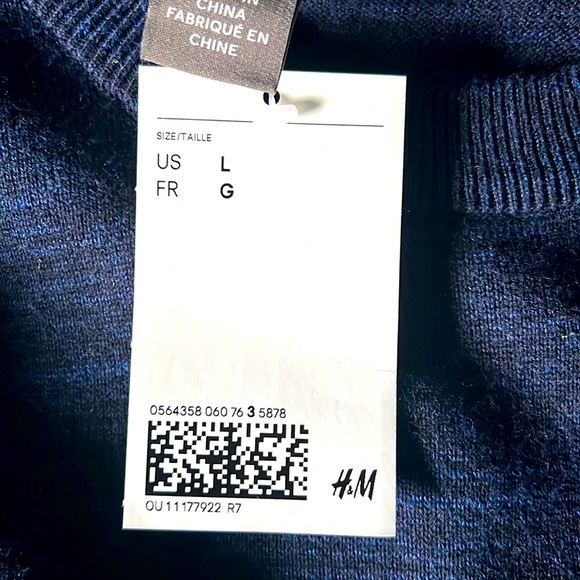 CHINA
FABRIQUÉ EN
CHINE
SIZE/TAILLE
US L
FR G
0564358 060 76 3 5878
OU 11177922 R7
H&M